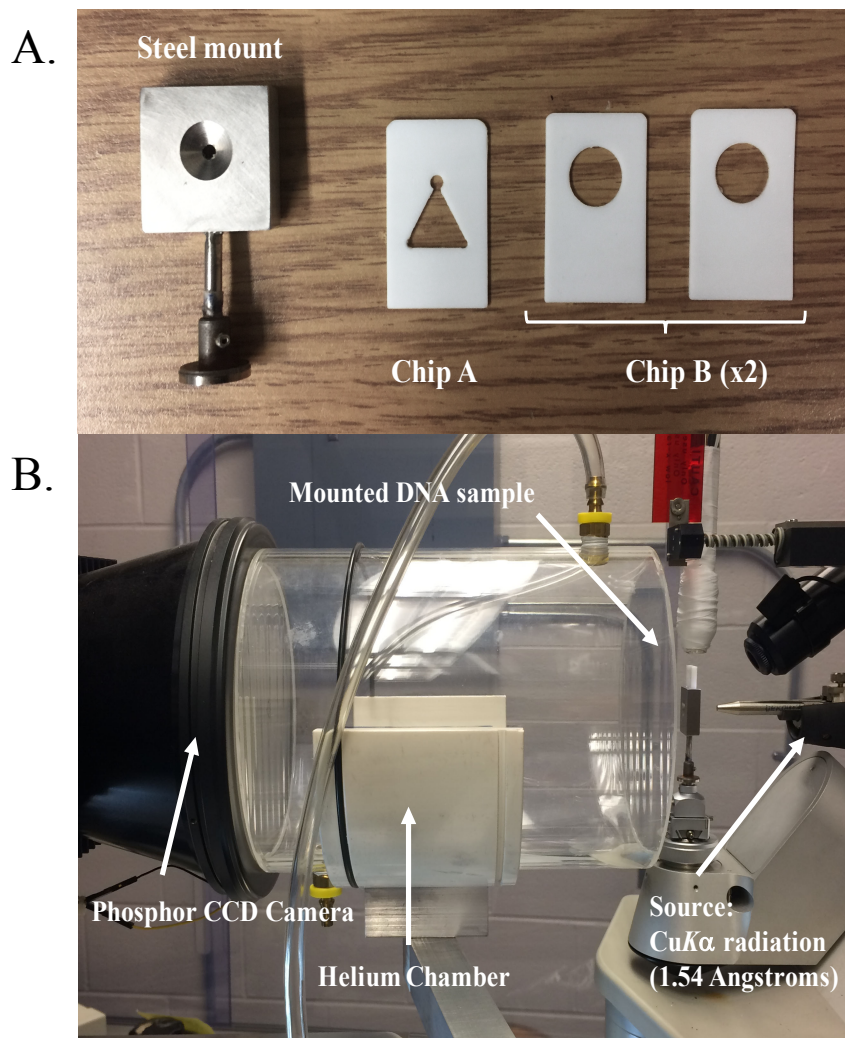 A.
Steel mount
Chip A
Chip B (x2)
B.
Mounted DNA sample
Phosphor CCD Camera
Helium Chamber
Source:
CuKα radiation
(1.54 Angstroms)